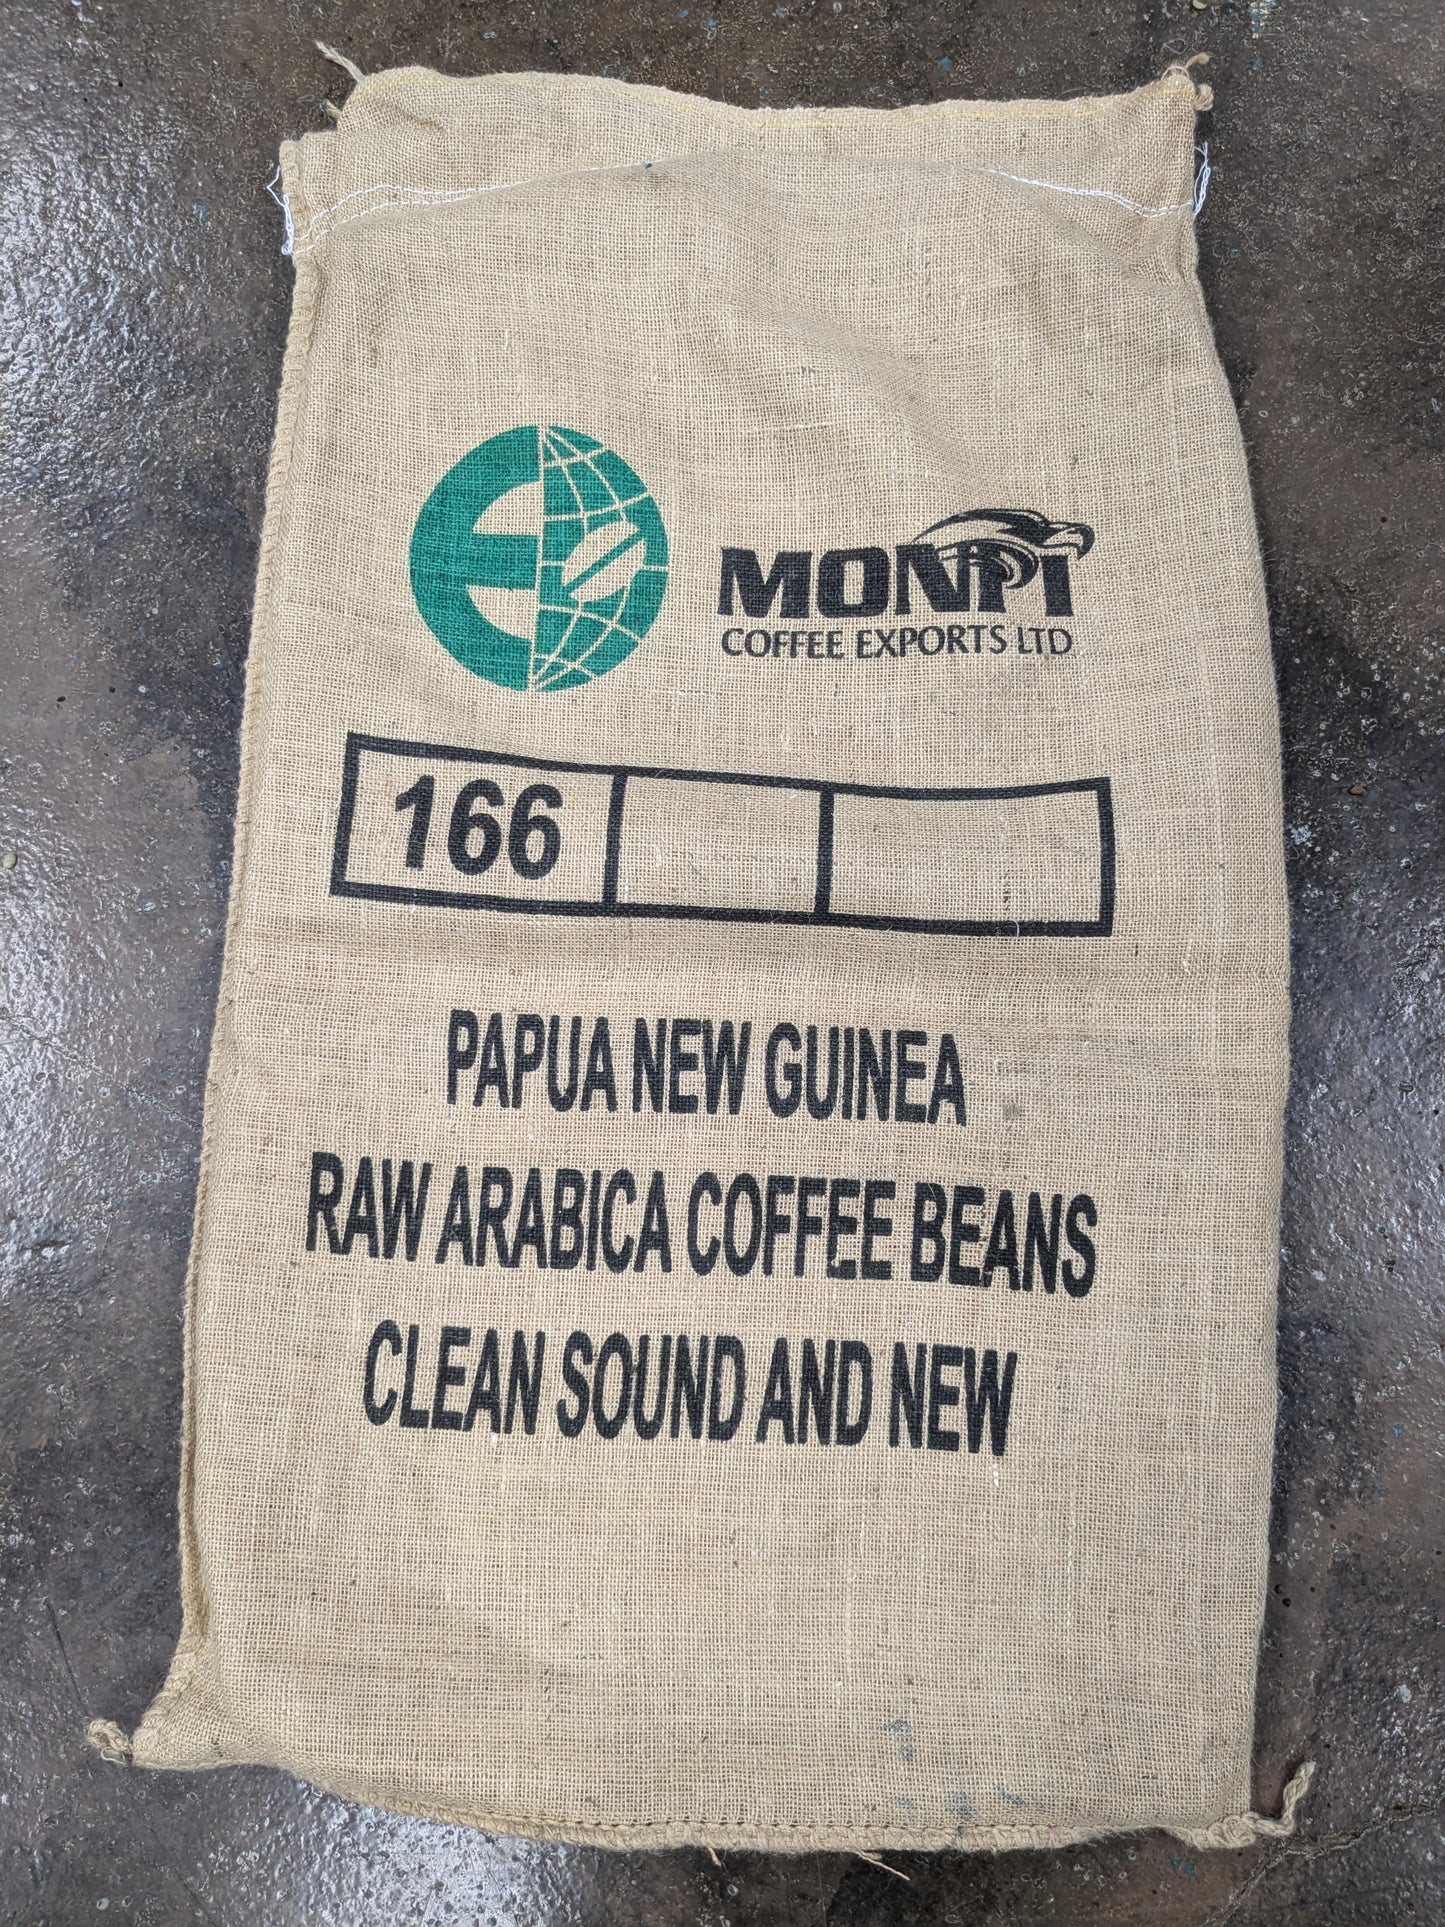 MONPI
COFFEE EXPORTS LTD
166
PAPUA NEW GUINEA
RAW ARABICA COFFEE BEANS
CLEAN SOUND AND NEW